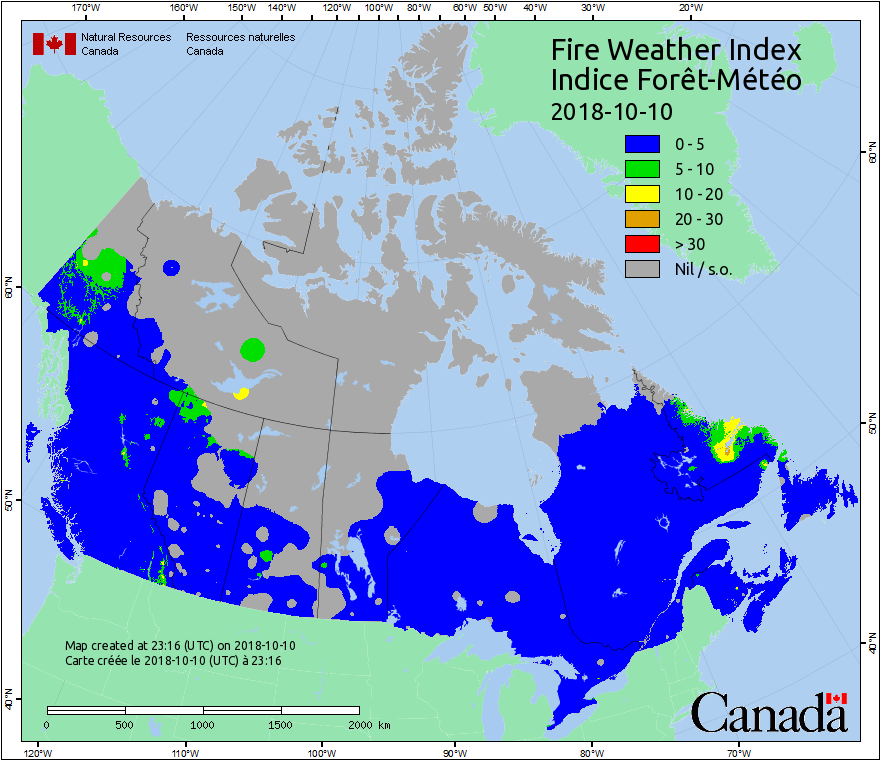 170°W 160°W 150°W 140°W 130°W 120°W 110°W 100°W 90°W 80°W 70°W 60°W 50°W 40°W 30°W 20°W
Natural Resources Ressources naturelles
Canada Canada
Fire Weather Index
Indice Forêt-Météo
2018-10-10
0 - 5
5 - 10
10 - 20
20 - 30
> 30
Nil / s.o.
60°N
60°N
50°N
50°N
40°N
40°N
Map created at 23:16 (UTC) on 2018-10-10
Carte créée le 2018-10-10 (UTC) à 23:16
0 500 1000 1500 2000 km
Canada
120°W 110°W 100°W 90°W 80°W 70°W